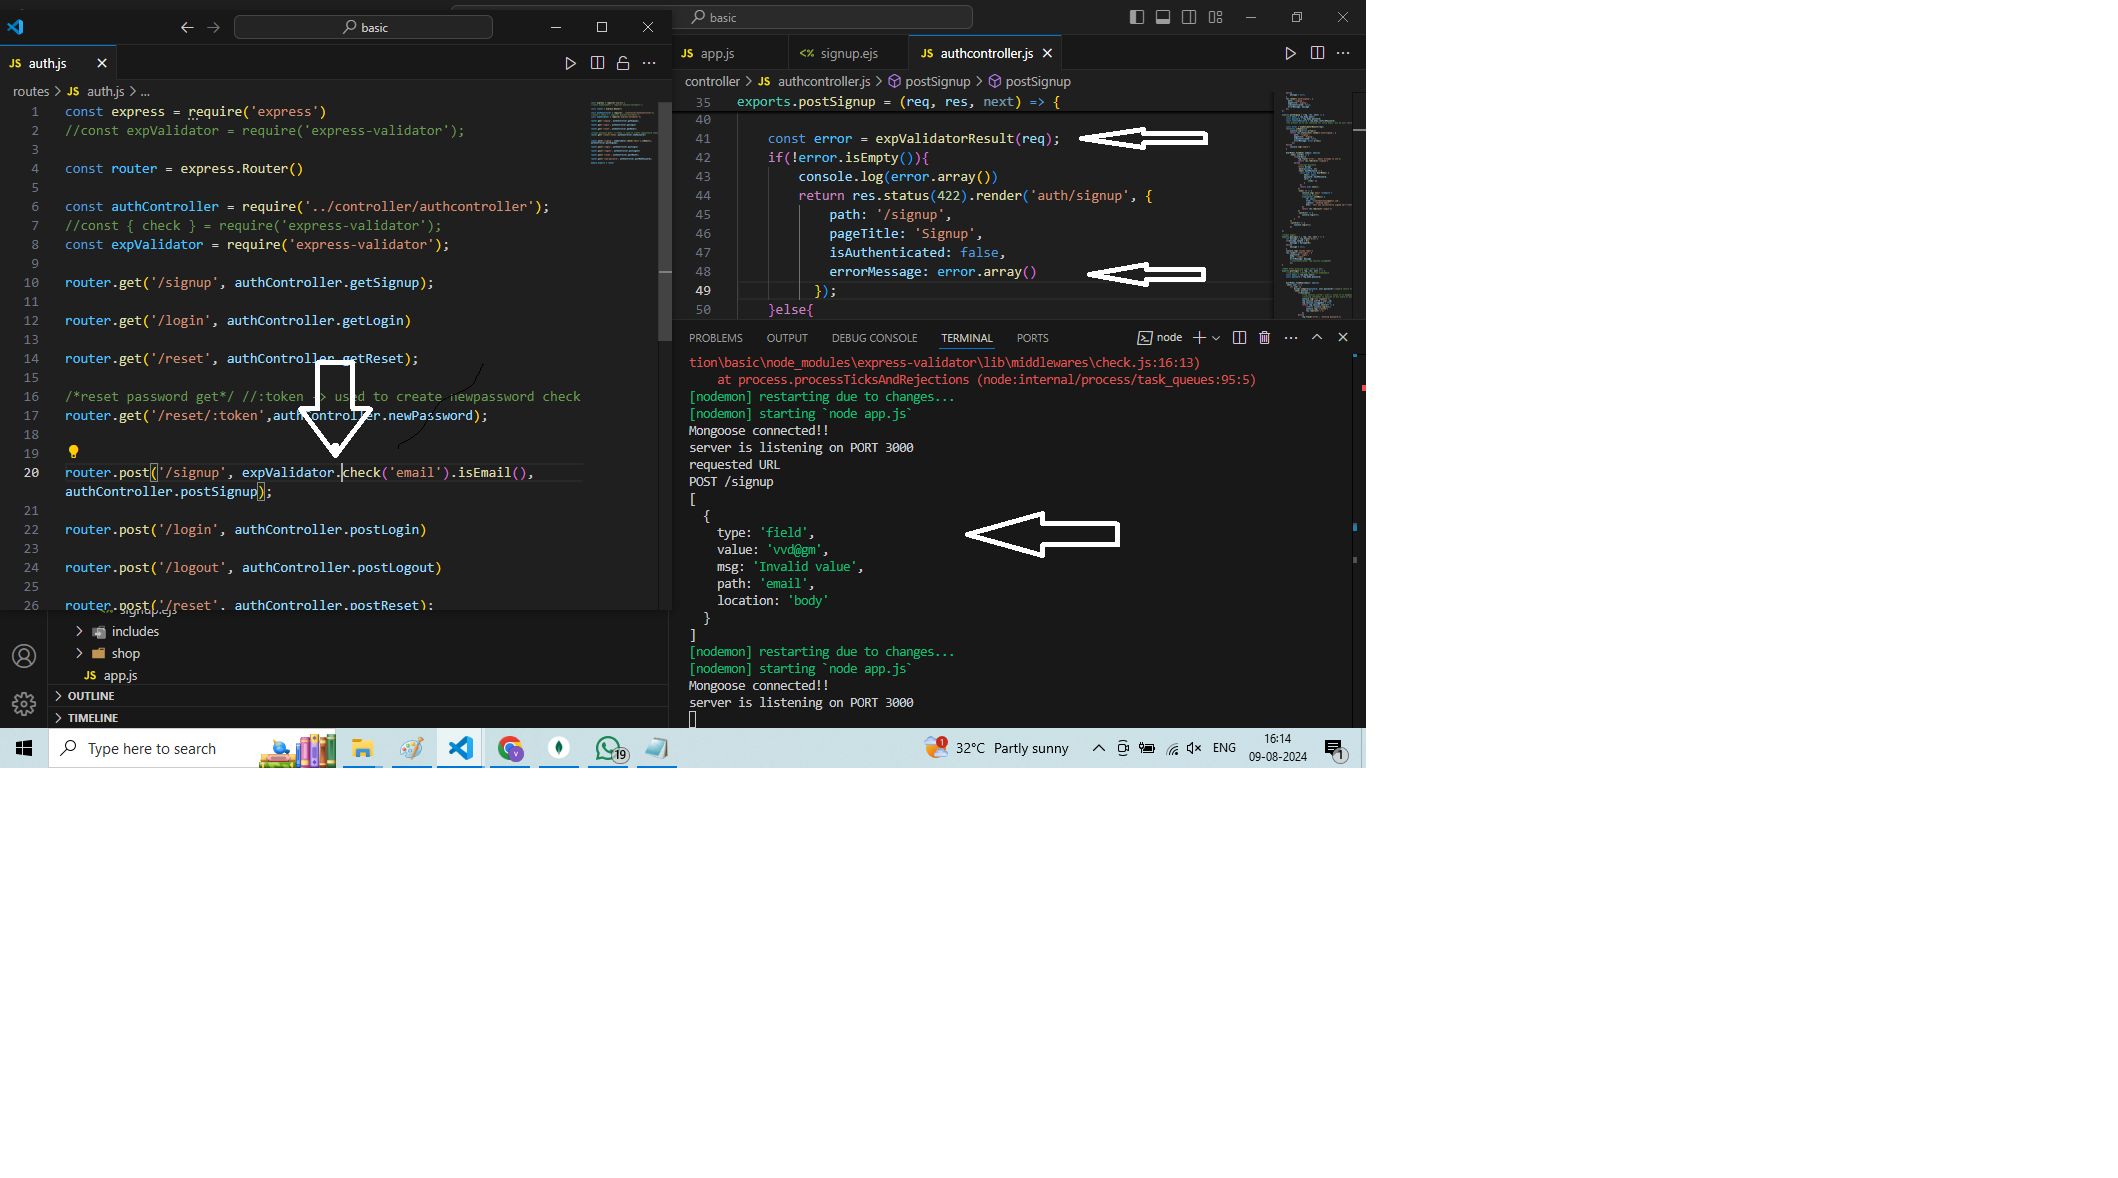 basic
basic
JS auth.js
routes > JS auth.js > ...
1 const express = require('express')
2 //const expValidator = require('express-validator');
3
4 const router = express.Router()
5
6 const authController = require('../controller/authcontroller');
7 //const { check } = require('express-validator');
8 const expValidator = require('express-validator');
9
10 router.get('/signup', authController.getSignup);
11
12 router.get('/login', authController.getLogin)
13
14 router.get('/reset', authController.getReset);
15
16 /*reset password get*/ //:token -> used to create newpassword check
17 router.get('/reset/:token',authController.newPassword);
18
19
20 router.post('/signup', expValidator.check('email').isEmail(),
authController.postSignup);
21
22 router.post('/login', authController.postLogin)
23
24 router.post('/logout', authController.postLogout)
25
26 router.post('/reset', authController.postReset);
signup.ejs
includes
shop
JS app.js
OUTLINE
TIMELINE
JS app.js <% signup.ejs JS authcontroller.js
controller > JS authcontroller.js > postSignup > postSignup
35 exports.postSignup = (req, res, next) => {
40
41 const error = expValidatorResult(req);
42 if(!error.isEmpty()){
43 console.log(error.array())
44 return res.status(422).render('auth/signup', {
45 path: '/signup',
46 pageTitle: 'Signup',
47 isAuthenticated: false,
48 errorMessage: error.array()
49 });
50 }else{
PROBLEMS OUTPUT DEBUG CONSOLE TERMINAL PORTS node
tion\basic\node_modules\express-validator\lib\middlewares\check.js:16:13)
at process.processTicksAndRejections (node:internal/process/task_queues:95:5)
[nodemon] restarting due to changes...
[nodemon] starting `node app.js`
Mongoose connected!!
server is listening on PORT 3000
requested URL
POST /signup
[
{
type: 'field',
value: 'vvd@gm',
msg: 'Invalid value',
path: 'email',
location: 'body'
}
]
[nodemon] restarting due to changes...
[nodemon] starting `node app.js`
Mongoose connected!!
server is listening on PORT 3000
Type here to search
V
19
1
32°C Partly sunny
ENG
16:14
09-08-2024
1